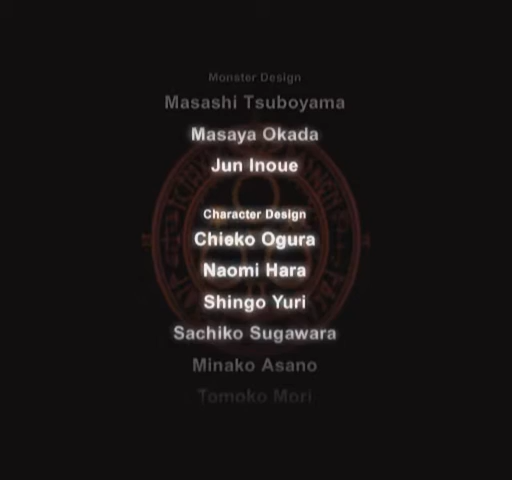 Monster Design
Masashi Tsuboyama
Masaya Okada
Jun Inoue
Character Design
Chieko Ogura
Naomi Hara
Shingo Yuri
Sachiko Sugawara
Minako Asano
Tomoko Mori